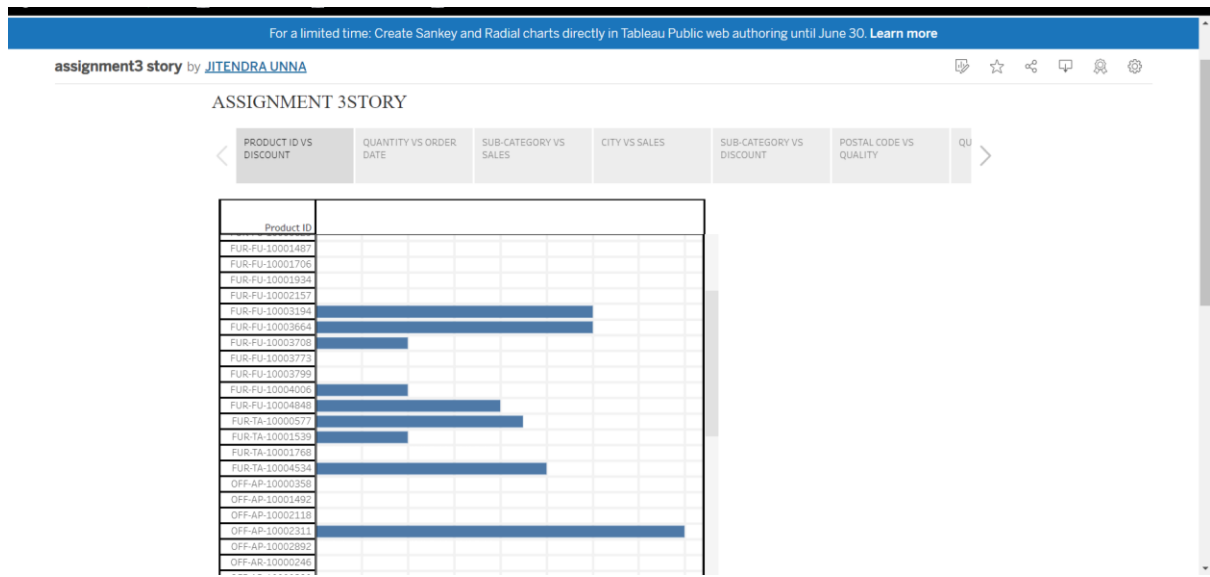 For a limited time: Create Sankey and Radial charts directly in Tableau Public web authoring until June 30. Learn more
assignment3 story by JITENDRA UNNA
ASSIGNMENT 3STORY
PRODUCT ID VS DISCOUNT
QUANTITY VS ORDER DATE
SUB-CATEGORY VS SALES
CITY VS SALES
SUB-CATEGORY VS DISCOUNT
POSTAL CODE VS QUALITY
QU
Product ID
FUR-FU-10001487
FUR-FU-10001706
FUR-FU-10001934
FUR-FU-10002157
FUR-FU-10003194
FUR-FU-10003664
FUR-FU-10003708
FUR-FU-10003773
FUR-FU-10003799
FUR-FU-10004006
FUR-FU-10004848
FUR-TA-10000577
FUR-TA-10001539
FUR-TA-10001768
FUR-TA-10004534
OFF-AP-10000358
OFF-AP-10001492
OFF-AP-10002118
OFF-AP-10002311
OFF-AP-10002892
OFF-AR-10000246